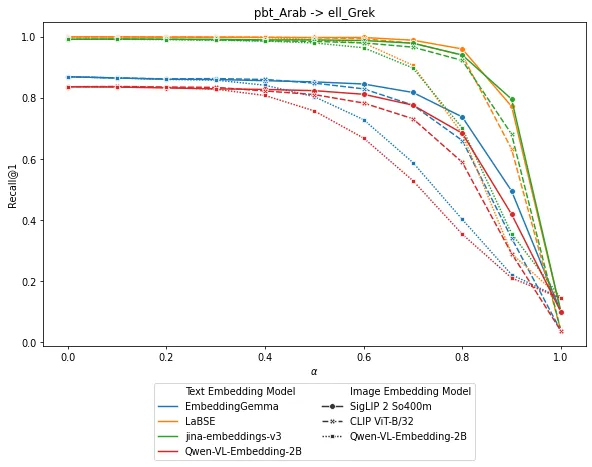 pbt_Arab -> ell_Grek
1.0
0.8
0.6
0.4
0.2
0.0
Recall@1
0.0 0.2 0.4 0.6 0.8 1.0
α
Text Embedding Model Image Embedding Model
EmbeddingGemma SigLIP 2 So400m
LaBSE CLIP ViT-B/32
jina-embeddings-v3 Qwen-VL-Embedding-2B
Qwen-VL-Embedding-2B